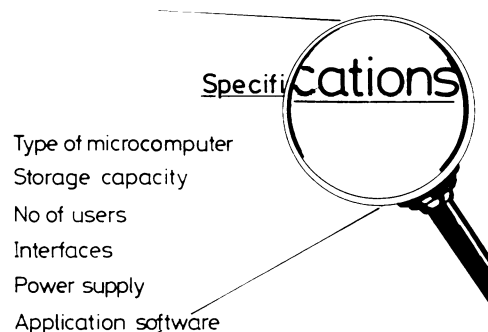 Specifications
Type of microcomputer
Storage capacity
No of users
Interfaces
Power supply
Application software